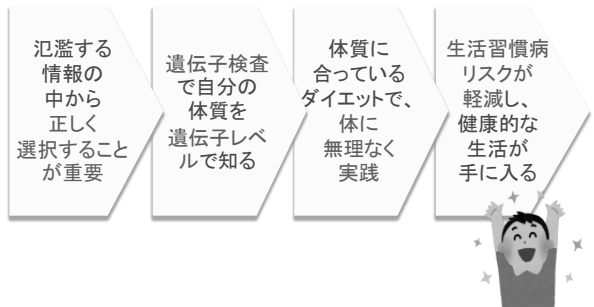 氾濫する
情報の
中から
正しく
選択すること
が重要
遺伝子検査
で自分の
体質を
遺伝子レベ
ルで知る
体質に
合っている
ダイエットで、
体に
無理なく
実践
生活習慣病
リスクが
軽減し、
健康的な
生活が
手に入る